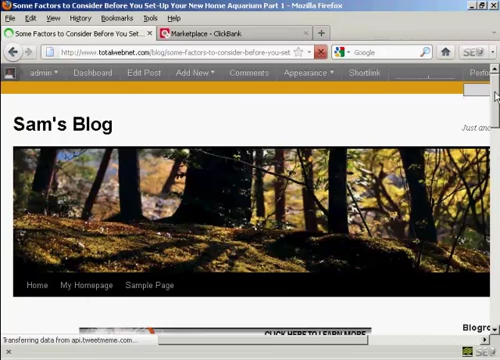 Some Factors to Consider Before You Set-Up Your New Home Aquarium Part 1 - Mozilla Firefox
File Edit View History Bookmarks Tools Help
Some Factors to Consider Before You Set... Marketplace - ClickBank
http://www.totalwebnet.com/blog/some-factors-to-consider-before-you-set Google
admin Dashboard Edit Post Add New Comments Appearance Shortlink Perfo
Sam's Blog
Just ano
Home My Homepage Sample Page
CLICK HERE TO LEARN MORE
Blogro
Transferring data from api.tweetmeme.com...